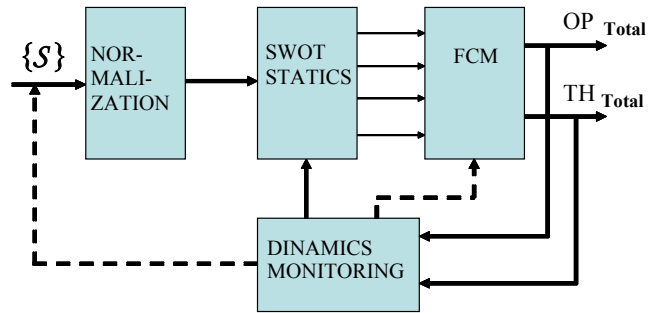 {S}
NOR-
MALI-
ZATION
SWOT
STATICS
FCM
OP Total
TH Total
DINAMICS
MONITORING